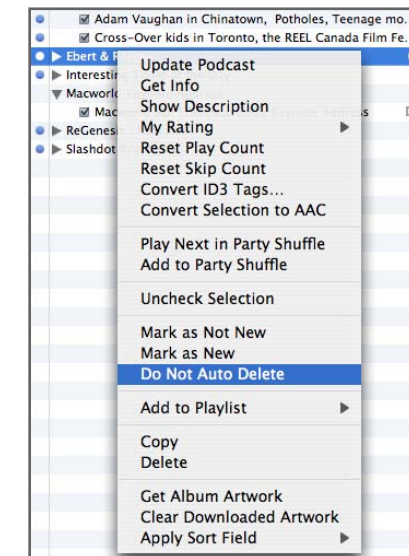 Adam Vaughan in Chinatown, Potholes, Teenage mo.
Cross-Over kids in Toronto, the REEL Canada Film Fe.
Ebert &
Interesting
Macworld
ReGenesis
Slashdot
Update Podcast
Get Info
Show Description
My Rating
Reset Play Count
Reset Skip Count
Convert ID3 Tags...
Convert Selection to AAC
Play Next in Party Shuffle
Add to Party Shuffle
Uncheck Selection
Mark as Not New
Mark as New
Do Not Auto Delete
Add to Playlist
Copy
Delete
Get Album Artwork
Clear Downloaded Artwork
Apply Sort Field